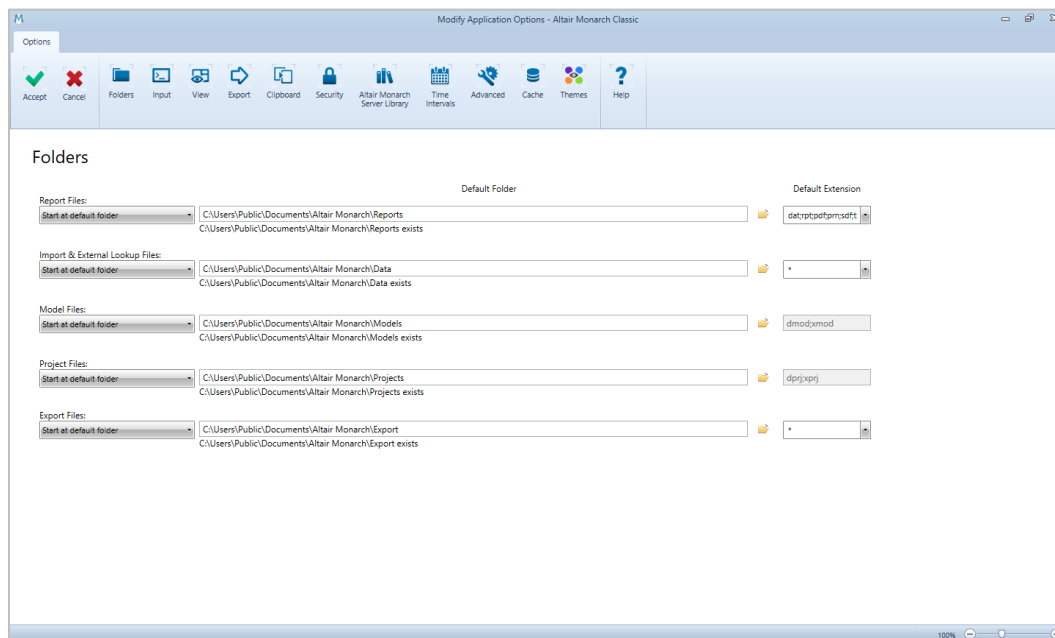 Modify Application Options - Altair Monarch Classic
Options
Accept
Cancel
Folders
Input
View
Export
Clipboard
Security
Altair Monarch
Server Library
Time
Intervals
Advanced
Cache
Themes
Help
Folders
Default Folder
Default Extension
Report Files:
Start at default folder
C:\Users\Public\Documents\Altair Monarch\Reports
dat;rpt;pdf;prn;sdf;t
C:\Users\Public\Documents\Altair Monarch\Reports exists
Import & External Lookup Files:
Start at default folder
C:\Users\Public\Documents\Altair Monarch\Data
*
C:\Users\Public\Documents\Altair Monarch\Data exists
Model Files:
Start at default folder
C:\Users\Public\Documents\Altair Monarch\Models
dmod;xmod
C:\Users\Public\Documents\Altair Monarch\Models exists
Project Files:
Start at default folder
C:\Users\Public\Documents\Altair Monarch\Projects
dprj;xprj
C:\Users\Public\Documents\Altair Monarch\Projects exists
Export Files:
Start at default folder
C:\Users\Public\Documents\Altair Monarch\Export
*
C:\Users\Public\Documents\Altair Monarch\Export exists
100%